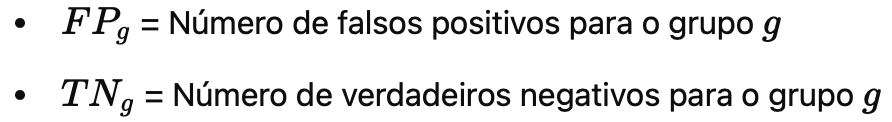 • FP_g = Número de falsos positivos para o grupo g
• TN_g = Número de verdadeiros negativos para o grupo g